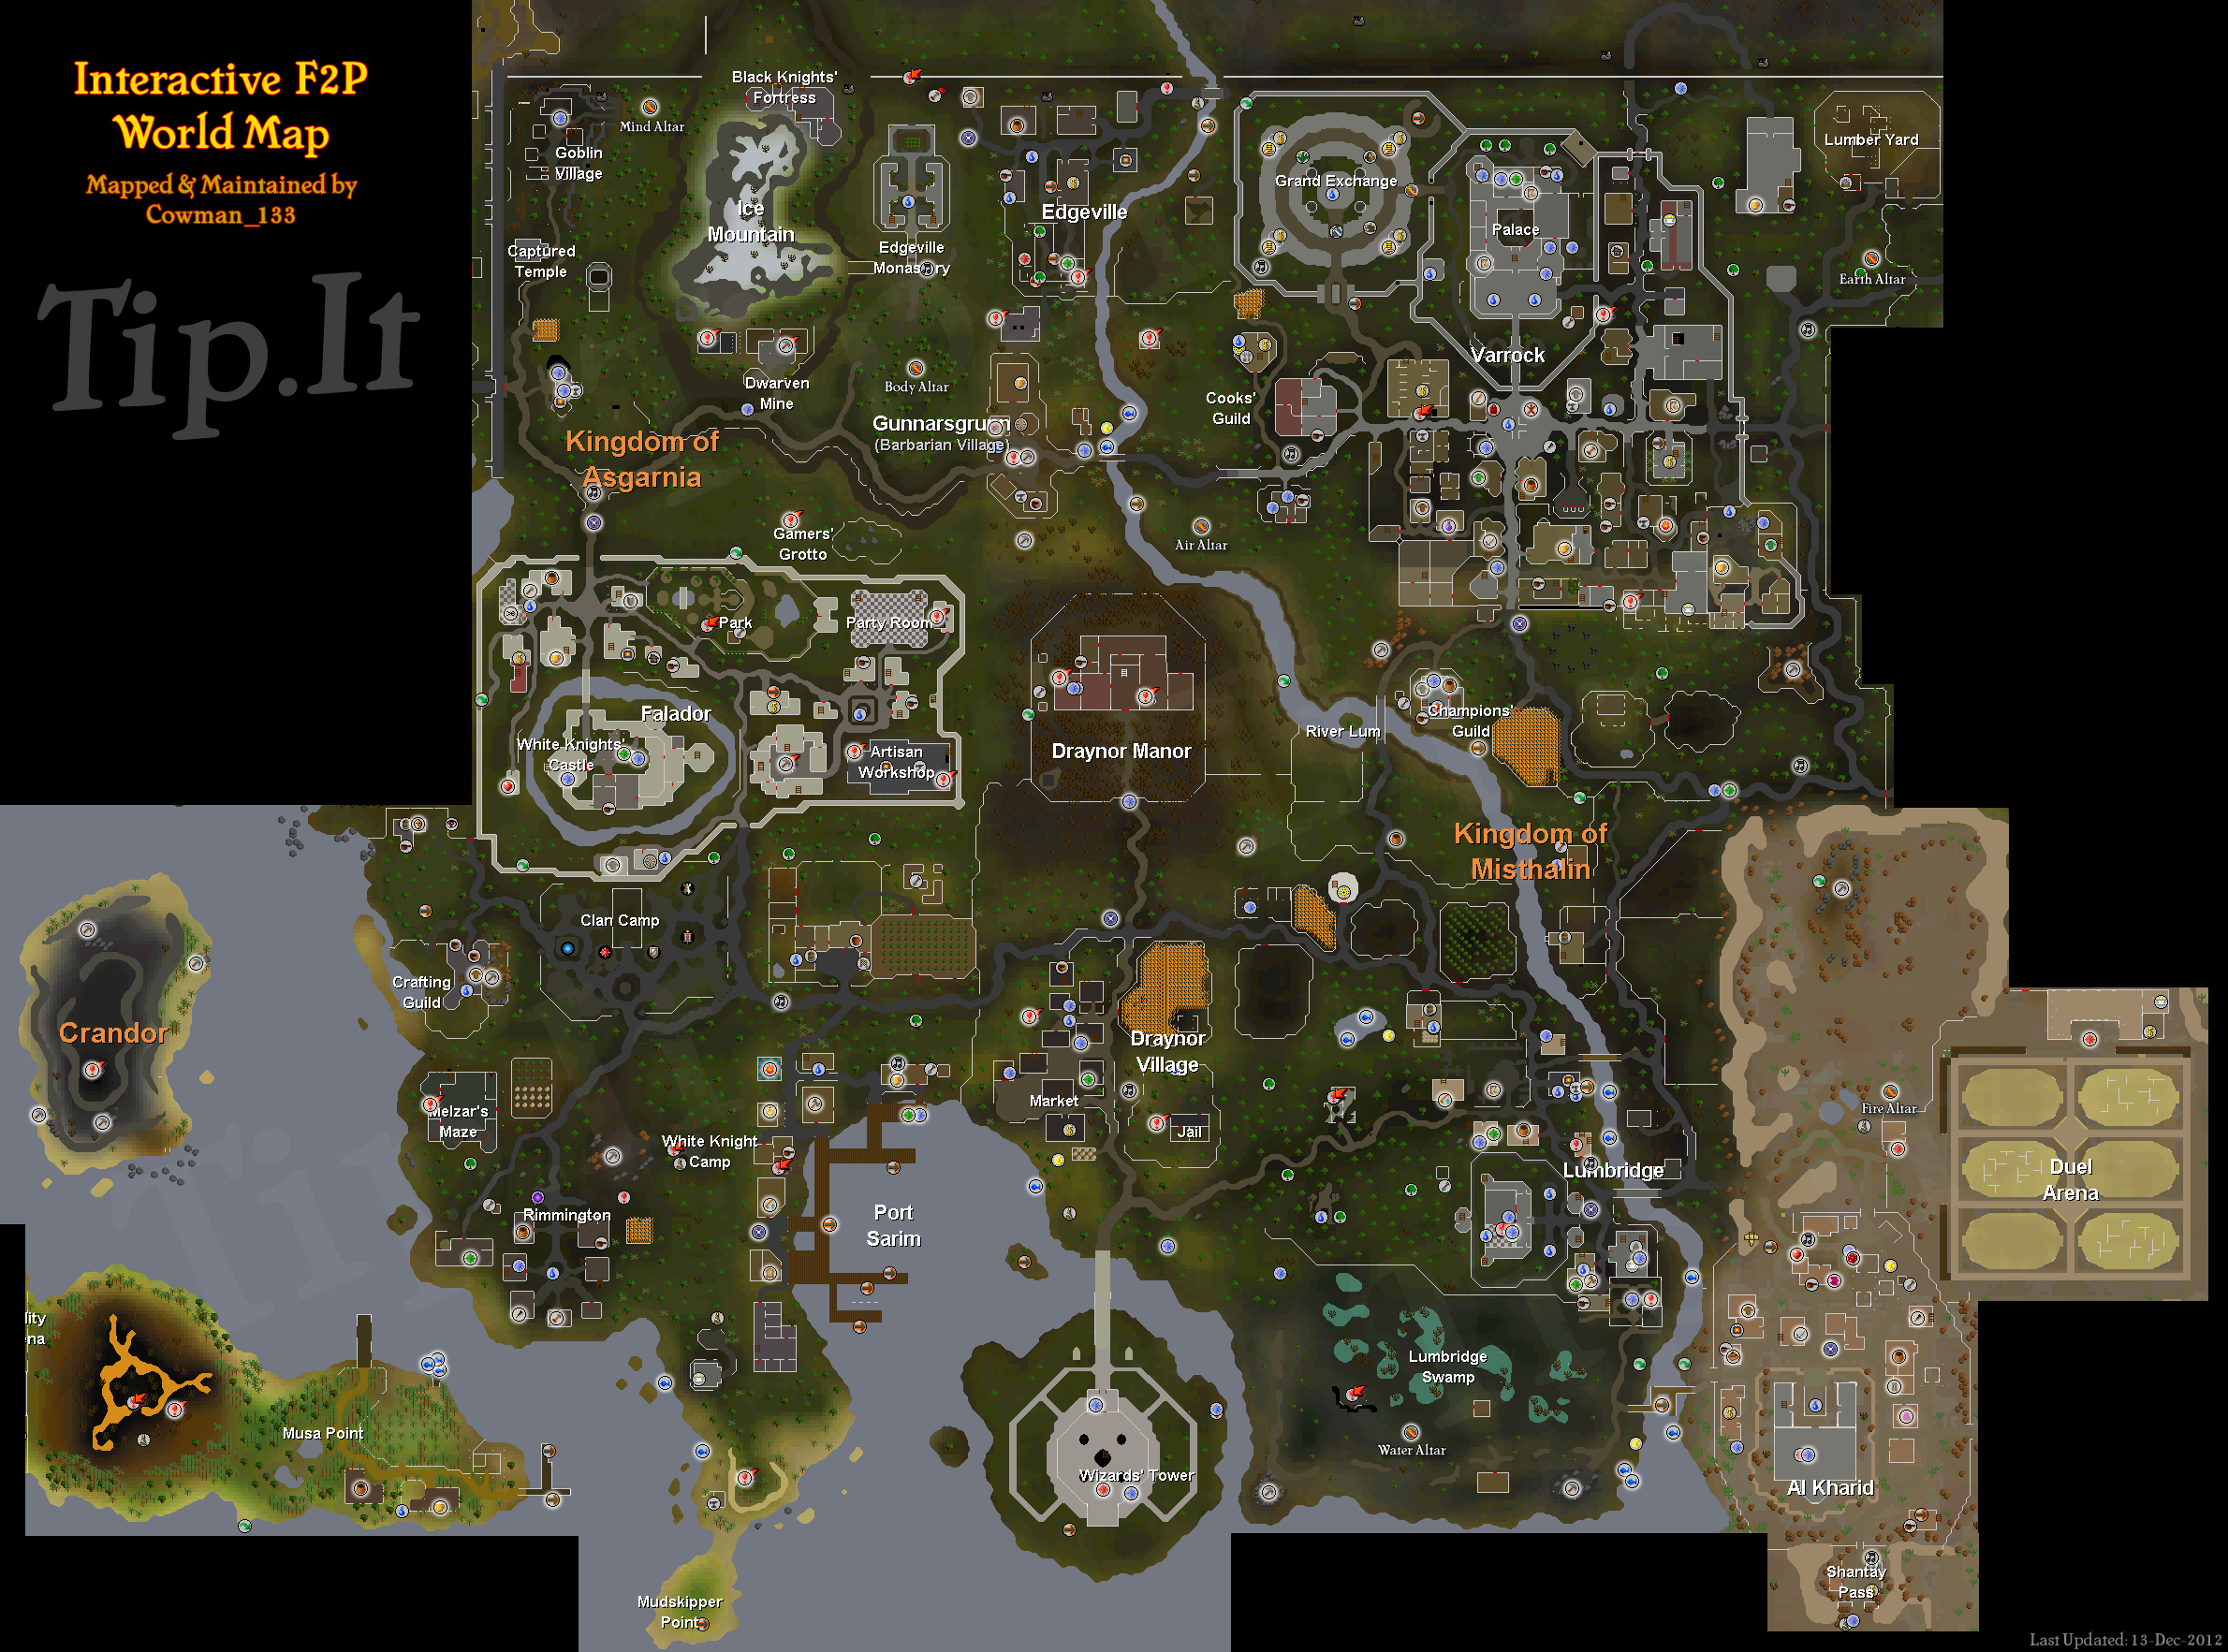 Interactive F2P
World Map
Mapped & Maintained by
Cowman_133
Tip.It
Black Knights'
Fortress
Mind Altar
Goblin
Village
Lumber Yard
Grand Exchange
Ice
Mountain
Edgeville
Palace
Captured
Temple
Edgeville
Monastery
Earth Altar
Varrock
Dwarven
Mine
Body Altar
Cooks'
Guild
Gunnarsgrunn
(Barbarian Village)
Kingdom of
Asgarnia
Gamers'
Grotto
Air Altar
Park
Party Room
Falador
White Knights'
Castle
Artisan
Workshop
Draynor Manor
River Lum
Champions'
Guild
Kingdom of
Misthalin
Clan Camp
Crafting
Guild
Crandor
Draynor
Village
Market
Jail
Melzar's
Maze
White Knight
Camp
Fire Altar
Duel
Arena
Lumbridge
Rimmington
Port
Sarim
lity
na
Musa Point
Lumbridge
Swamp
Water Altar
Wizards' Tower
Al Kharid
Shantay
Pass
Mudskipper
Point
Last Updated: 13-Dec-2012